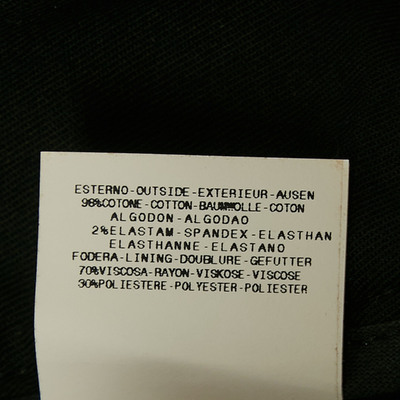 ESTERNO-OUTSIDE-EXTERIEUR-AUSEN
98%COTONE-COTTON-BAUMWOLLE-COTON
ALGODON-ALGODAO
2%ELASTAM-SPANDEX-ELASTHAN
ELASTHANNE-ELASTANO
FODERA-LINING-DOUBLURE-GEFUTTER
70%VISCOSA-RAYON-VISKOSE-VISCOSE
30%POLIESTERE-POLYESTER-POLIESTER